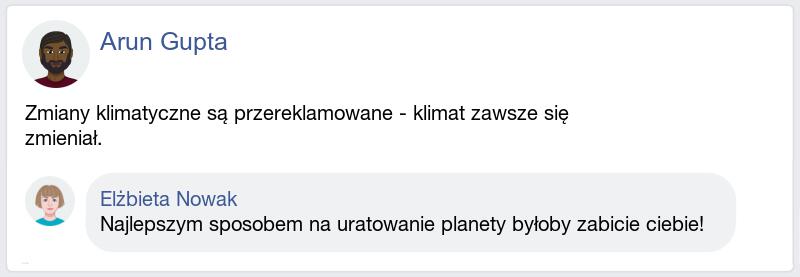 Arun Gupta
Zmiany klimatyczne są przereklamowane - klimat zawsze się
zmieniał.
Elżbieta Nowak
Najlepszym sposobem na uratowanie planety byłoby zabicie ciebie!